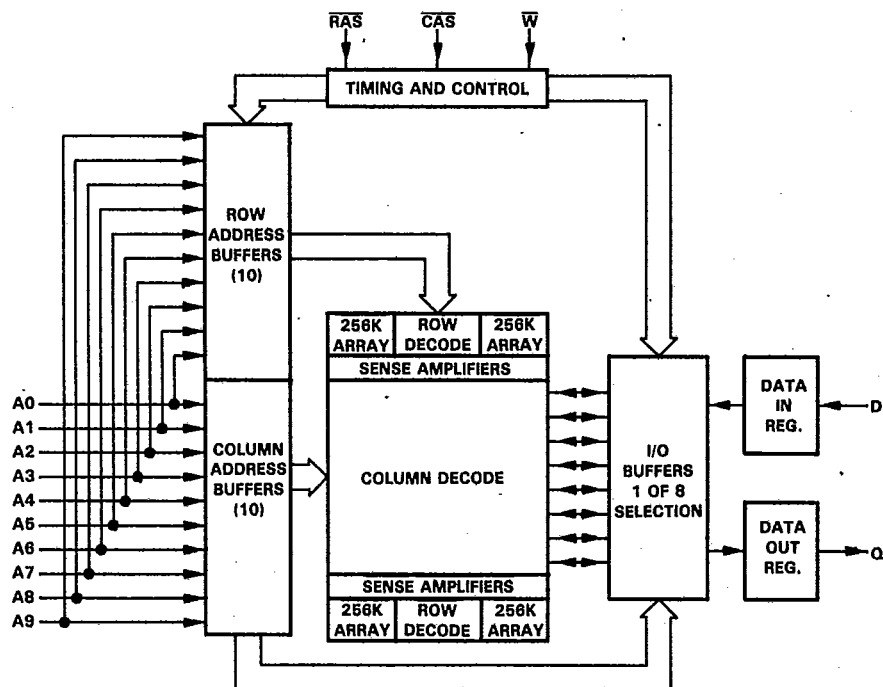 RAS CAS W
TIMING AND CONTROL
ROW
ADDRESS
BUFFERS
(10)
256K
ARRAY
ROW
DECODE
256K
ARRAY
SENSE AMPLIFIERS
A0
A1
A2
A3
A4
A5
A6
A7
A8
A9
COLUMN
ADDRESS
BUFFERS
(10)
COLUMN DECODE
I/O
BUFFERS
1 OF 8
SELECTION
DATA
IN
REG.
D
DATA
OUT
REG.
Q
SENSE AMPLIFIERS
256K
ARRAY
ROW
DECODE
256K
ARRAY